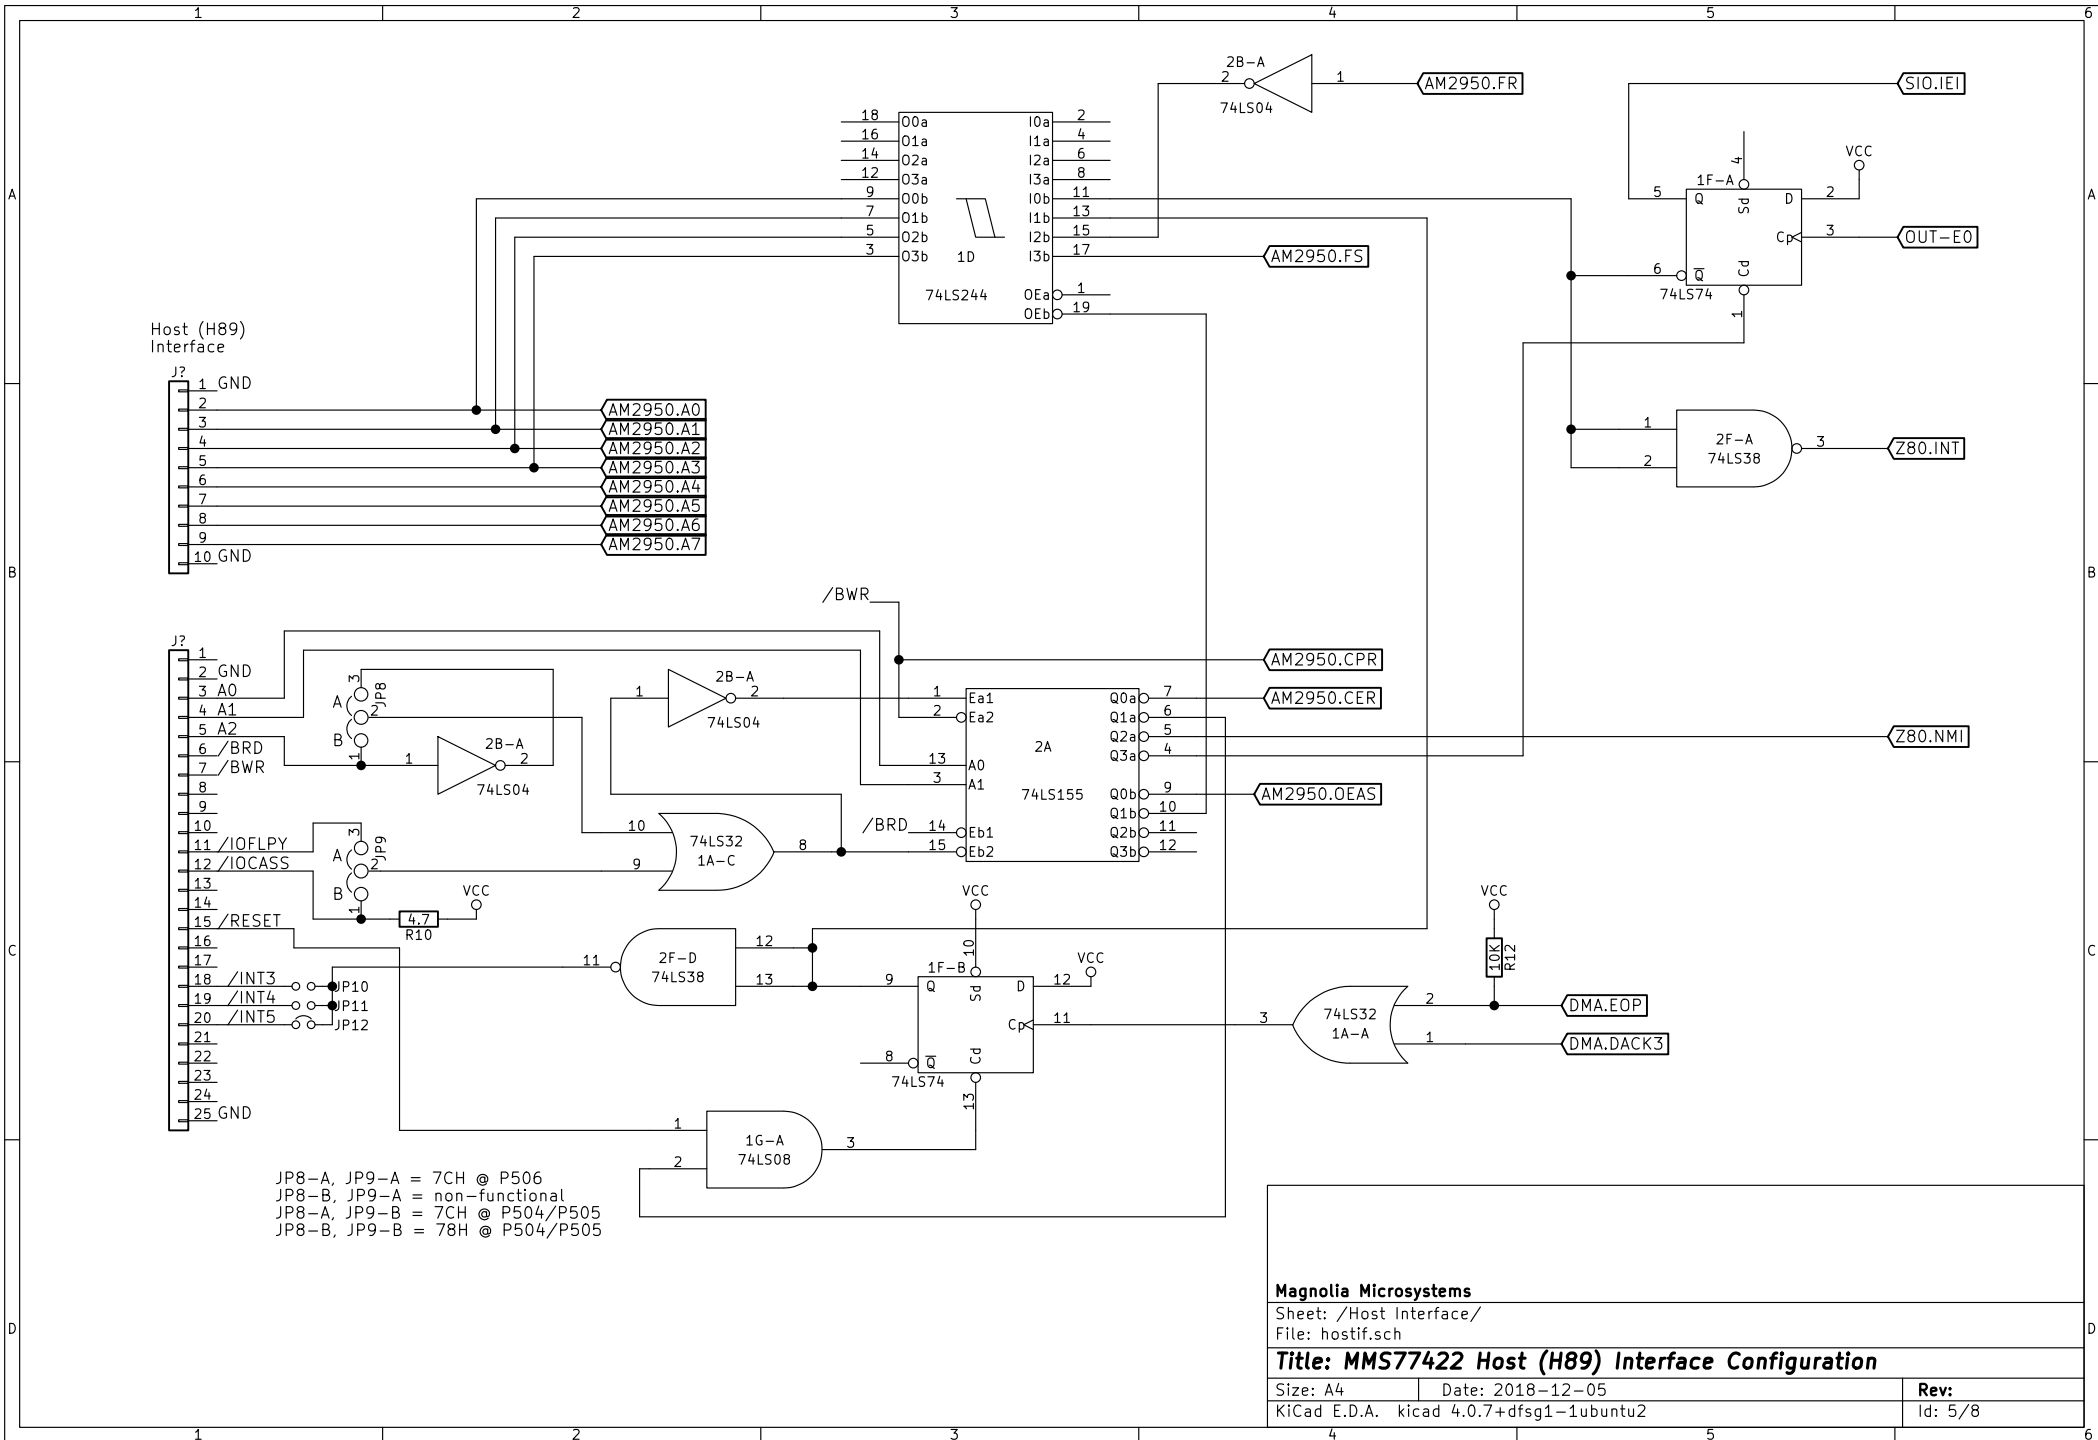 1 2 3 4 5 6
A
B
C
D
A
B
C
D
1 2 3 4 5 6
2B-A
2 1
74LS04
AM2950.FR
SIO.IEI
18 O0a I0a 2
16 O1a I1a 4
14 O2a I2a 6
12 O3a I3a 8
9 O0b I0b 11
7 O1b I1b 13
5 O2b I2b 15
3 O3b I3b 17
1D
74LS244
OEa 1
OEb 19
AM2950.FS
VCC
4
1F-A
5 Q Sd D 2
Cp 3
OUT-E0
6 Q Cd
74LS74
1
Host (H89)
Interface
J?
1 GND
2 AM2950.A0
3 AM2950.A1
4 AM2950.A2
5 AM2950.A3
6 AM2950.A4
7 AM2950.A5
8 AM2950.A6
9 AM2950.A7
10 GND
1
2
2F-A
74LS38
3
Z80.INT
/BWR
AM2950.CPR
J?
1
2 GND
3 A0
4 A1
5 A2
6 /BRD
7 /BWR
8
9
10
11 /IOFLPY
12 /IOCASS
13
14
15 /RESET
16
17
18 /INT3
19 /INT4
20 /INT5
21
22
23
24
25 GND
3
A
2
B
1
JP8
2B-A
1 2
74LS04
2B-A
1 2
74LS04
1 Ea1 Q0a 7
AM2950.CER
2 Ea2 Q1a 6
2A
Q2a 5
Z80.NMI
13 A0 Q3a 4
3 A1
74LS155
Q0b 9
AM2950.OEAS
Q1b 10
/BRD 14 Eb1 Q2b 11
15 Eb2 Q3b 12
3
A
2
B
1
JP9
10
9
74LS32
1A-C
8
VCC
4.7
R10
VCC
VCC
10K
R12
JP10
JP11
JP12
11
2F-D
74LS38
12
13
10
1F-B
9 Q Sd D 12
VCC
Cp 11
8 Q Cd
74LS74
13
3
74LS32
1A-A
2
1
DMA.EOP
DMA.DACK3
1
2
1G-A
74LS08
3
JP8-A, JP9-A = 7CH @ P506
JP8-B, JP9-A = non-functional
JP8-A, JP9-B = 7CH @ P504/P505
JP8-B, JP9-B = 78H @ P504/P505
Magnolia Microsystems
Sheet: /Host Interface/
File: hostif.sch
Title: MMS77422 Host (H89) Interface Configuration
Size: A4 Date: 2018-12-05 Rev:
KiCad E.D.A. kicad 4.0.7+dfsg1-1ubuntu2 Id: 5/8